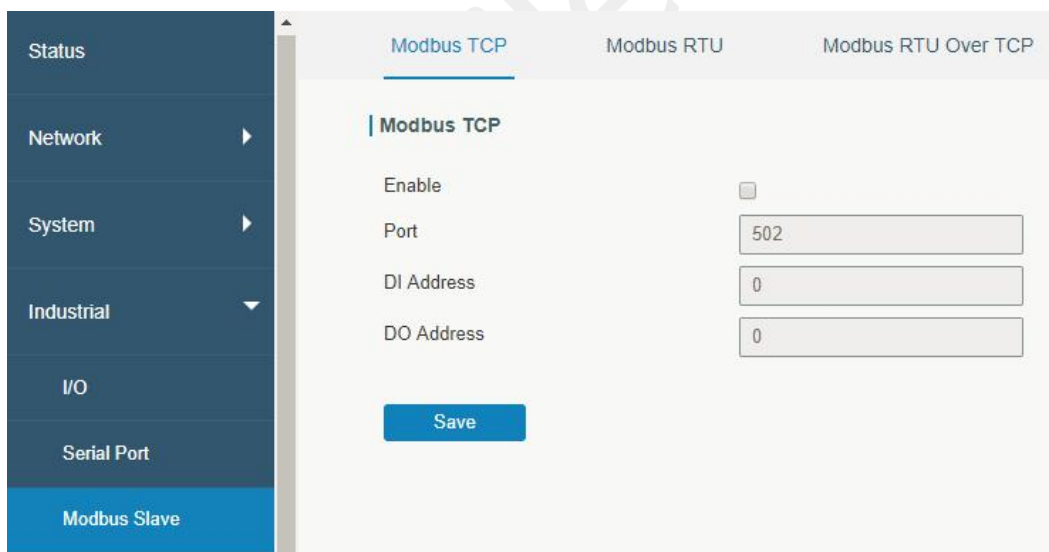 Status
Network
System
Industrial
I/O
Serial Port
Modbus Slave
Modbus TCP Modbus RTU Modbus RTU Over TCP
Modbus TCP
Enable
Port 502
DI Address 0
DO Address 0
Save